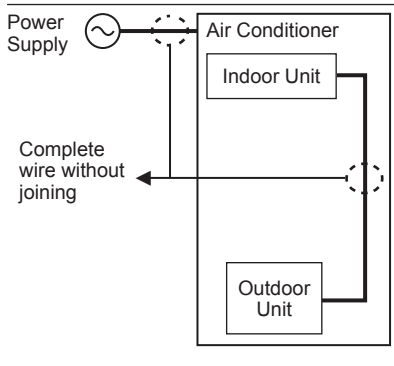 Power
Supply
Air Conditioner
Indoor Unit
Complete
wire without
joining
Outdoor
Unit